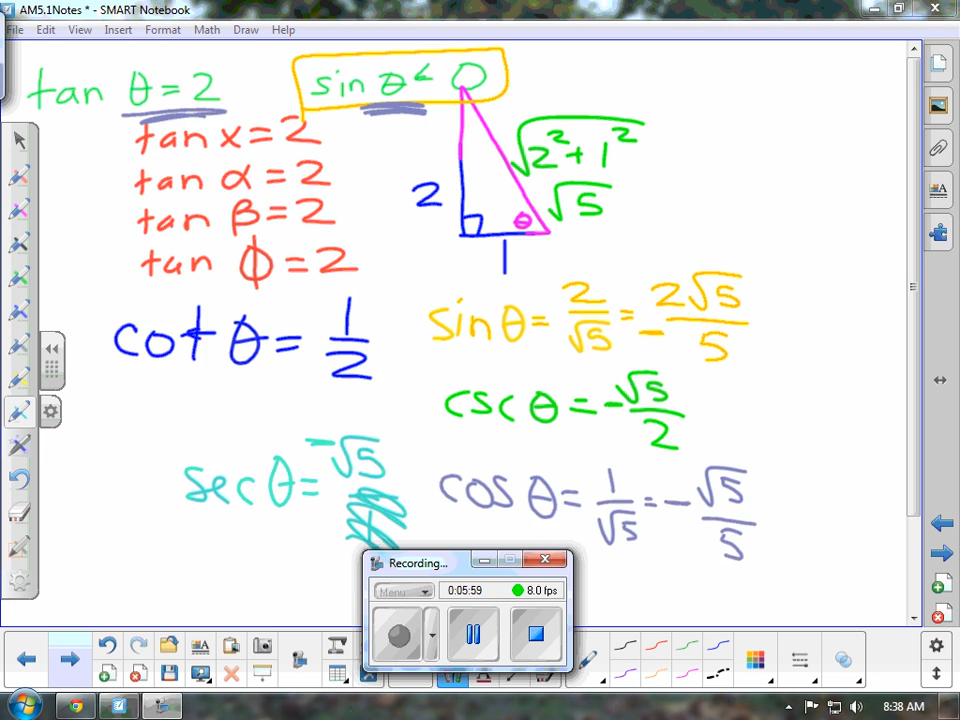 AM5.1Notes * - SMART Notebook
File Edit View Insert Format Math Draw Help
tan θ = 2
sin θ < 0
tan x = 2
tan α = 2
tan β = 2
tan ϕ = 2
√2² + 1²
√5
2
θ
1
cot θ = 1/2
sin θ = 2/√5 = -2√5/5
csc θ = -√5/2
sec θ = -√5
cos θ = 1/√5 = -√5/5
Recording...
Menu 0:05:59 8.0 fps
8:38 AM